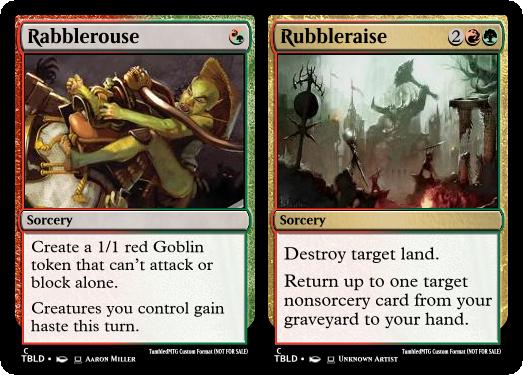 Rabblerouse
Sorcery
Create a 1/1 red Goblin
token that can't attack or
block alone.
Creatures you control gain
haste this turn.
C
TBLD • AARON MILLER
TumbledMTG Custom Format (NOT FOR SALE)
Rubbleraise 2
Sorcery
Destroy target land.
Return up to one target
nonsorcery card from your
graveyard to your hand.
C
TBLD • UNKNOWN ARTIST
TumbledMTG Custom Format (NOT FOR SALE)